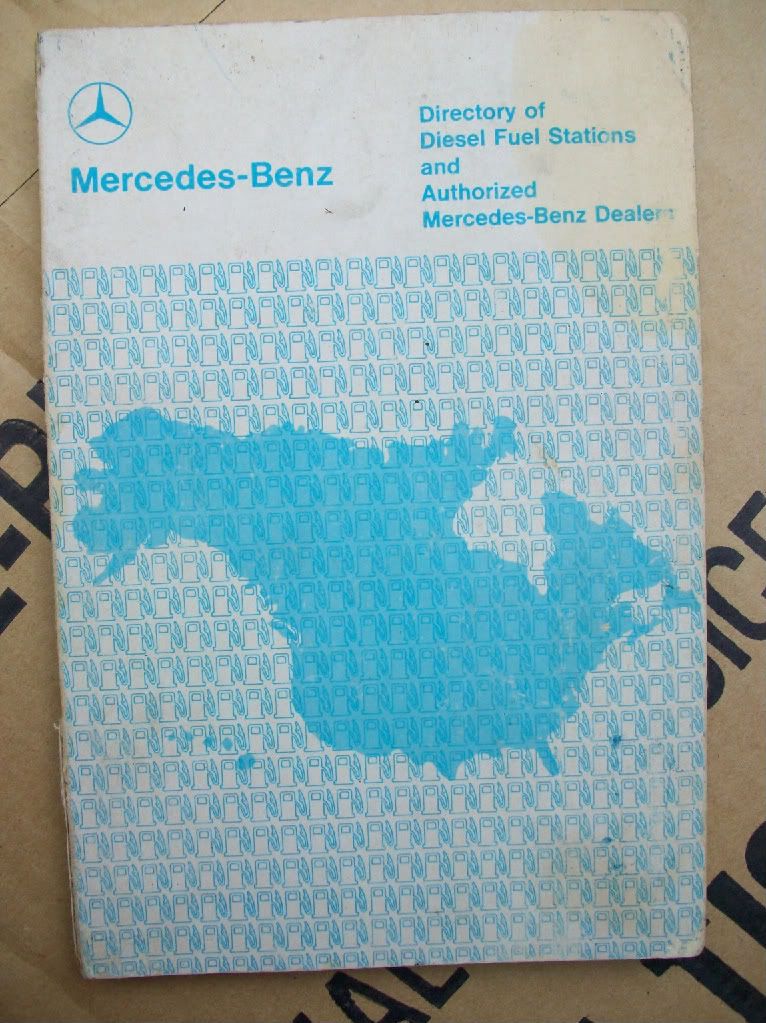 Mercedes-Benz
Directory of
Diesel Fuel Stations
and
Authorized
Mercedes-Benz Dealers